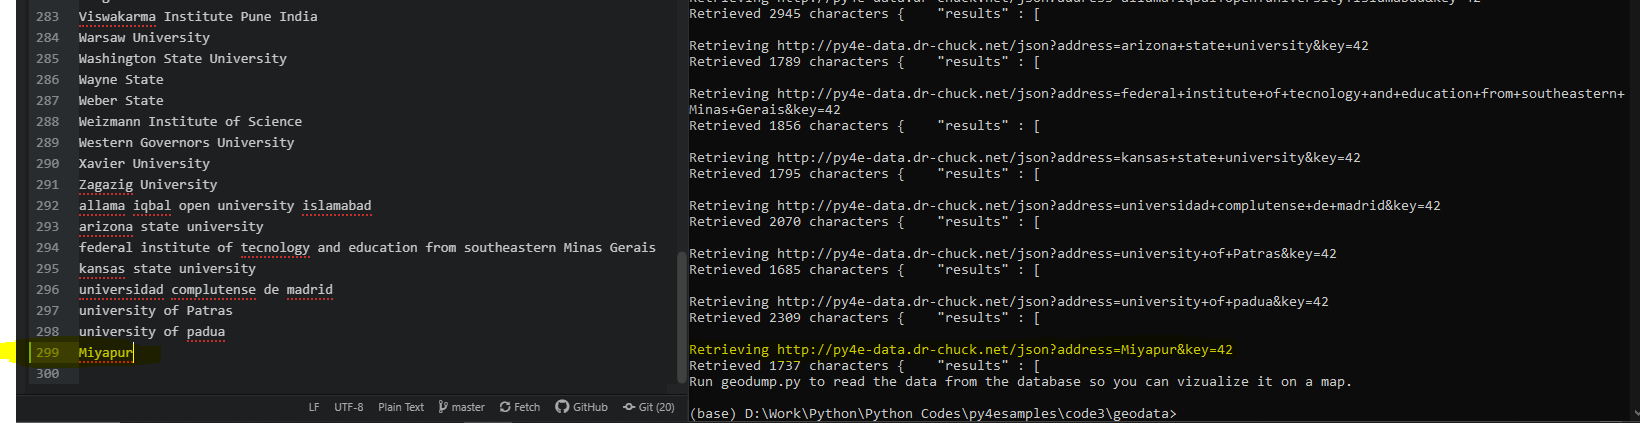 283 Viswakarma Institute Pune India
284 Warsaw University
285 Washington State University
286 Wayne State
287 Weber State
288 Weizmann Institute of Science
289 Western Governors University
290 Xavier University
291 Zagazig University
292 allama iqbal open university islamabad
293 arizona state university
294 federal institute of tecnology and education from southeastern Minas Gerais
295 kansas state university
296 universidad complutense de madrid
297 university of Patras
298 university of padua
299 Miyapur
300
LF UTF-8 Plain Text master Fetch GitHub Git (20)
Retrieved 2945 characters {    "results" : [
Retrieving http://py4e-data.dr-chuck.net/json?address=arizona+state+university&key=42
Retrieved 1789 characters {    "results" : [
Retrieving http://py4e-data.dr-chuck.net/json?address=federal+institute+of+tecnology+and+education+from+southeastern+
Minas+Gerais&key=42
Retrieved 1856 characters {    "results" : [
Retrieving http://py4e-data.dr-chuck.net/json?address=kansas+state+university&key=42
Retrieved 1795 characters {    "results" : [
Retrieving http://py4e-data.dr-chuck.net/json?address=universidad+complutense+de+madrid&key=42
Retrieved 2070 characters {    "results" : [
Retrieving http://py4e-data.dr-chuck.net/json?address=university+of+Patras&key=42
Retrieved 1685 characters {    "results" : [
Retrieving http://py4e-data.dr-chuck.net/json?address=university+of+padua&key=42
Retrieved 2309 characters {    "results" : [
Retrieving http://py4e-data.dr-chuck.net/json?address=Miyapur&key=42
Retrieved 1737 characters {    "results" : [
Run geodump.py to read the data from the database so you can vizualize it on a map.
(base) D:\Work\Python\Python Codes\py4esamples\code3\geodata>